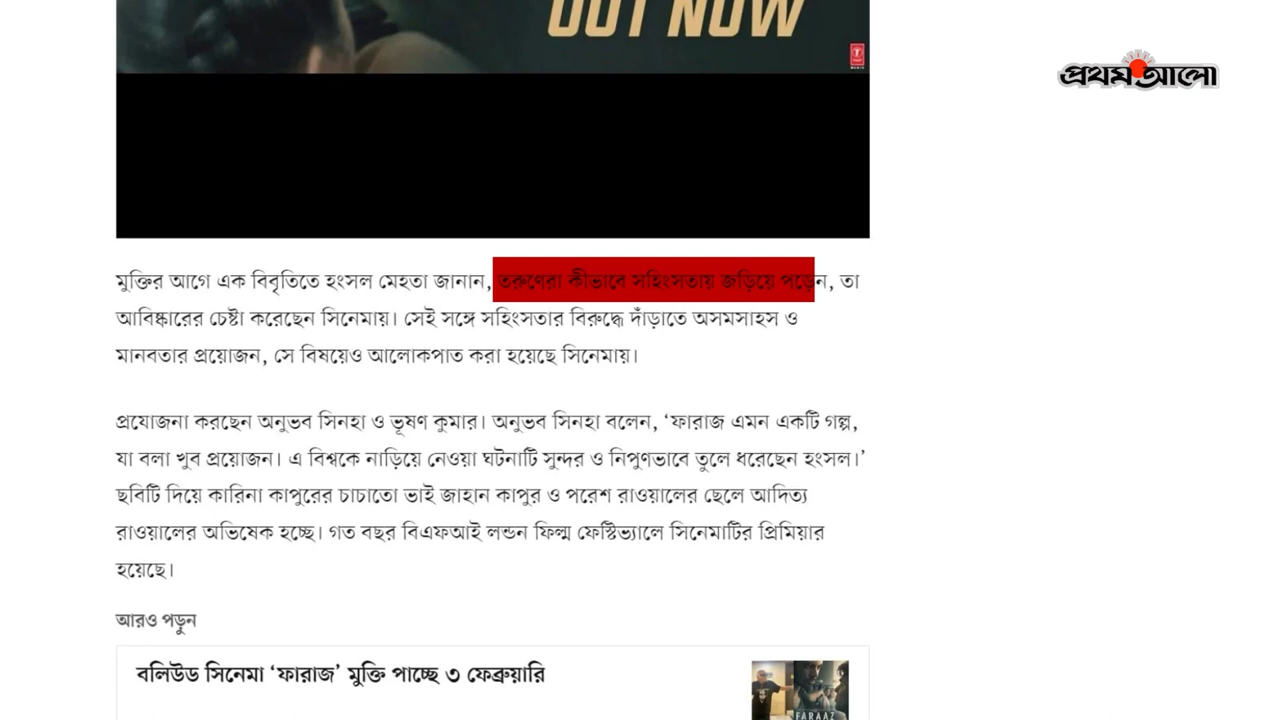 OUT NOW
প্রথম আলো
মুক্তির আগে এক বিবৃতিতে হংসল মেহতা জানান, তরুণেরা কীভাবে সহিংসতায় জড়িয়ে পড়েন, তা
আবিষ্কারের চেষ্টা করেছেন সিনেমায়। সেই সঙ্গে সহিংসতার বিরুদ্ধে দাঁড়াতে অসমসাহস ও
মানবতার প্রয়োজন, সে বিষয়েও আলোকপাত করা হয়েছে সিনেমায়।
প্রযোজনা করছেন অনুভব সিনহা ও ভূষণ কুমার। অনুভব সিনহা বলেন, ‘ফারাজ এমন একটি গল্প,
যা বলা খুব প্রয়োজন। এ বিশ্বকে নাড়িয়ে নেওয়া ঘটনাটি সুন্দর ও নিপুণভাবে তুলে ধরেছেন হংসল।’
ছবিটি দিয়ে কারিনা কাপুরের চাচাতো ভাই জাহান কাপুর ও পরেশ রাওয়ালের ছেলে আদিত্য
রাওয়ালের অভিষেক হচ্ছে। গত বছর বিএফআই লন্ডন ফিল্ম ফেস্টিভ্যালে সিনেমাটির প্রিমিয়ার
হয়েছে।
আরও পড়ুন
বলিউড সিনেমা ‘ফারাজ’ মুক্তি পাচ্ছে ৩ ফেব্রুয়ারি
FARAAZ